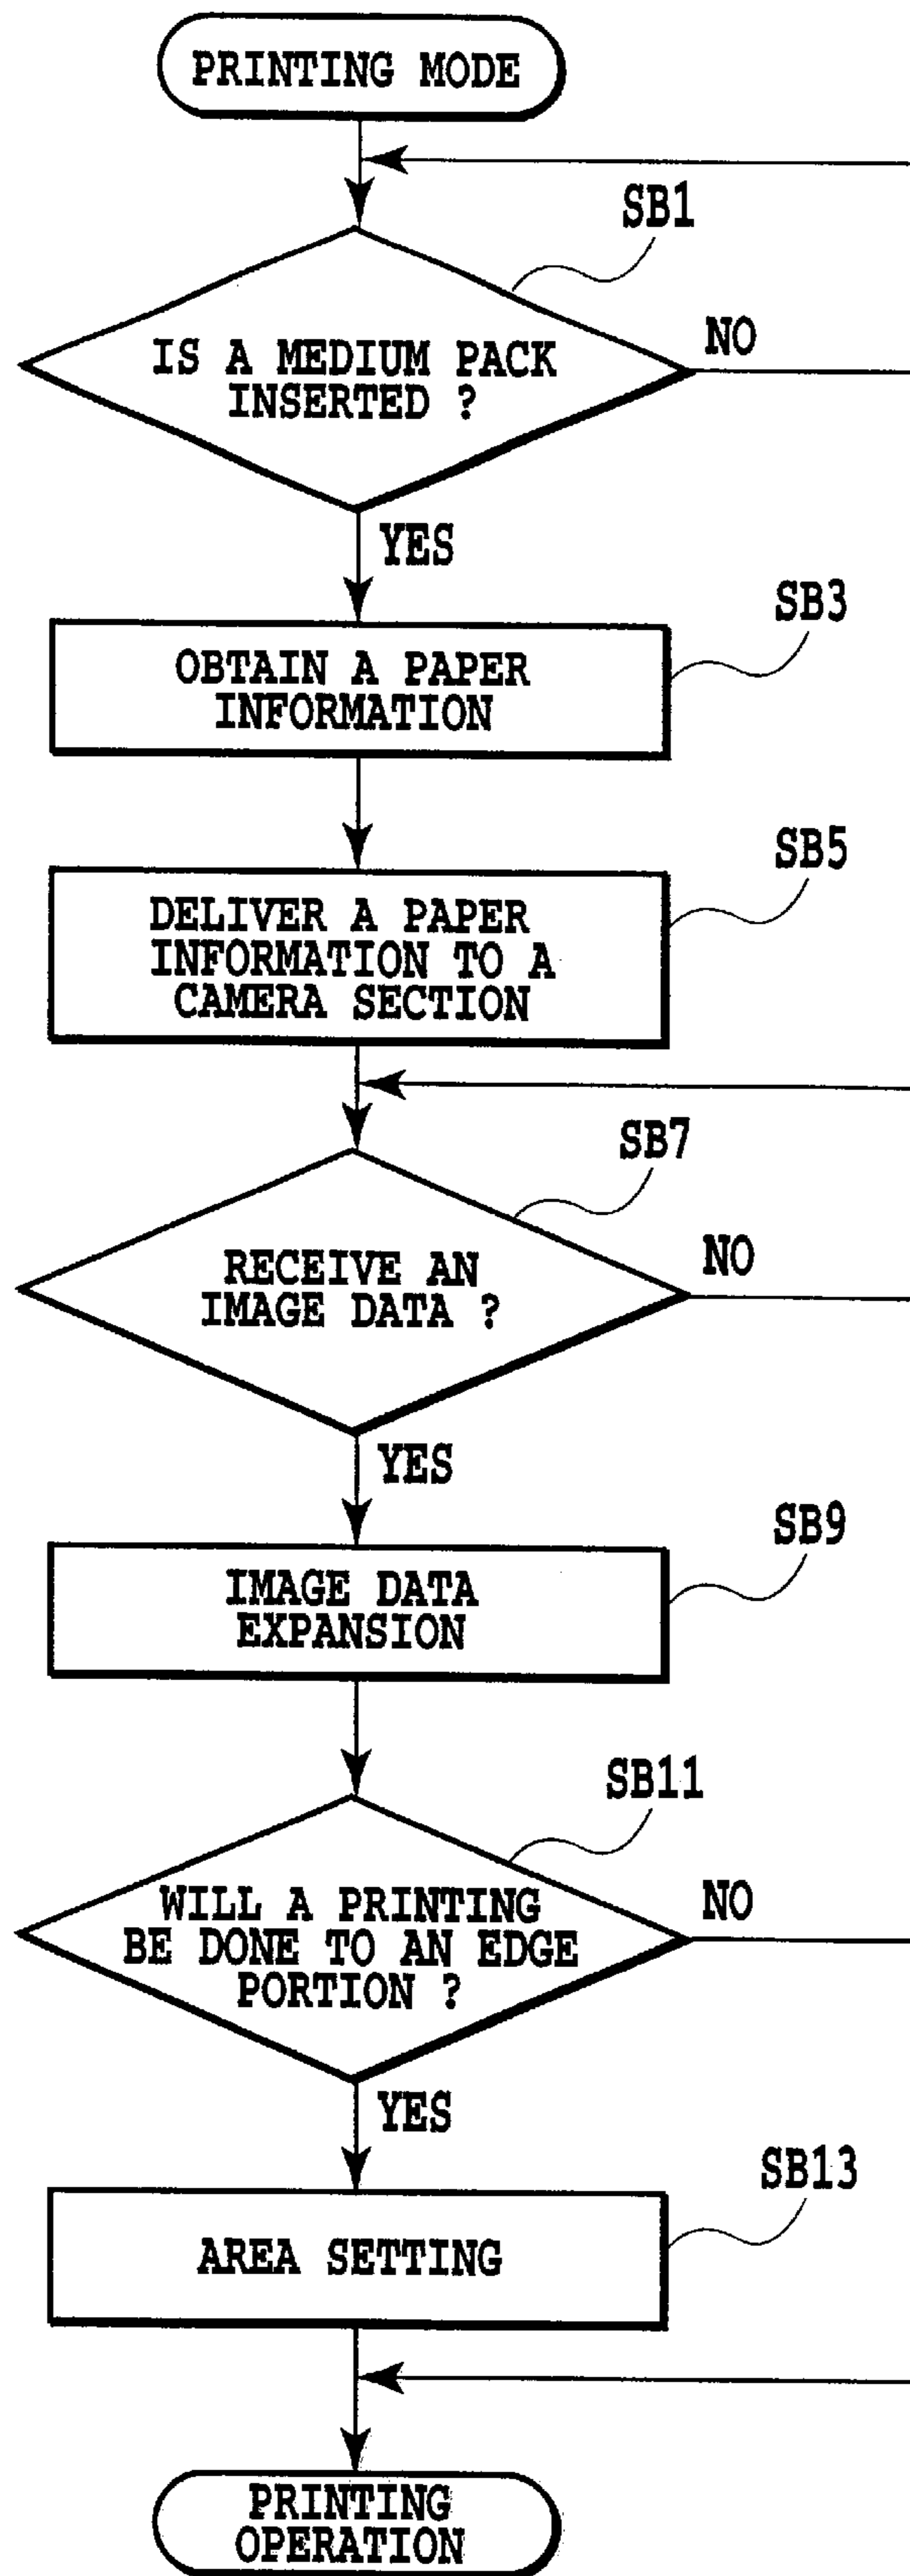 PRINTING MODE
SB1
IS A MEDIUM PACK
INSERTED ?
NO
YES
SB3
OBTAIN A PAPER
INFORMATION
SB5
DELIVER A PAPER
INFORMATION TO A
CAMERA SECTION
SB7
RECEIVE AN
IMAGE DATA ?
NO
YES
SB9
IMAGE DATA
EXPANSION
SB11
WILL A PRINTING
BE DONE TO AN EDGE
PORTION ?
NO
YES
SB13
AREA SETTING
PRINTING
OPERATION